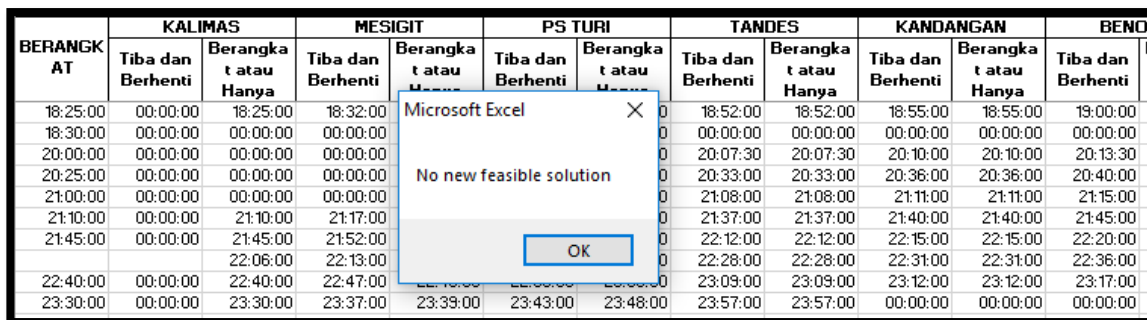 KALIMAS MESIGIT PS TURI TANDES KANDANGAN BENO
BERANGK Tiba dan Berangka Tiba dan Berangka Tiba dan Berangka Tiba dan Berangka Tiba dan Berangka Tiba dan
AT Berhenti t atau Berhenti t atau Berhenti t atau Berhenti t atau Berhenti t atau Berhenti
Hanya Hanya Hanya
18:25:00 00:00:00 18:25:00 18:32:00 18:52:00 18:52:00 18:55:00 18:55:00 19:00:00
18:30:00 00:00:00 00:00:00 00:00:00 00:00:00 00:00:00 00:00:00 00:00:00 00:00:00
20:00:00 00:00:00 00:00:00 00:00:00 20:07:30 20:07:30 20:10:00 20:10:00 20:13:30
20:25:00 00:00:00 00:00:00 00:00:00 20:33:00 20:33:00 20:36:00 20:36:00 20:40:00
21:00:00 00:00:00 00:00:00 00:00:00 21:08:00 21:08:00 21:11:00 21:11:00 21:15:00
21:10:00 00:00:00 21:10:00 21:17:00 21:37:00 21:37:00 21:40:00 21:40:00 21:45:00
21:45:00 00:00:00 21:45:00 21:52:00 22:12:00 22:12:00 22:15:00 22:15:00 22:20:00
22:06:00 22:13:00 22:28:00 22:28:00 22:31:00 22:31:00 22:36:00
22:40:00 00:00:00 22:40:00 22:47:00 23:09:00 23:09:00 23:12:00 23:12:00 23:17:00
23:30:00 00:00:00 23:30:00 23:37:00 23:39:00 23:43:00 23:48:00 23:57:00 23:57:00 00:00:00 00:00:00 00:00:00
Microsoft Excel
No new feasible solution
OK